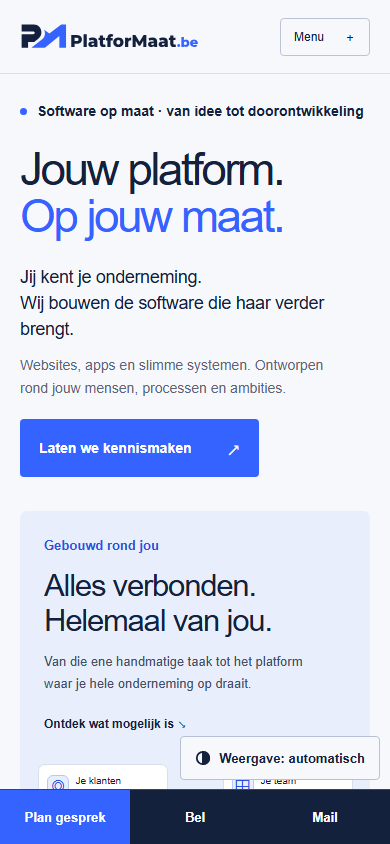 PlatforMaat.be
Menu +
Software op maat · van idee tot doorontwikkeling
Jouw platform.
Op jouw maat.
Jij kent je onderneming.
Wij bouwen de software die haar verder
brengt.
Websites, apps en slimme systemen. Ontworpen
rond jouw mensen, processen en ambities.
Laten we kennismaken ↗
Gebouwd rond jou
Alles verbonden.
Helemaal van jou.
Van die ene handmatige taak tot het platform
waar je hele onderneming op draait.
Ontdek wat mogelijk is ↘
Weergave: automatisch
Je klanten
Je team
Plan gesprek
Bel
Mail